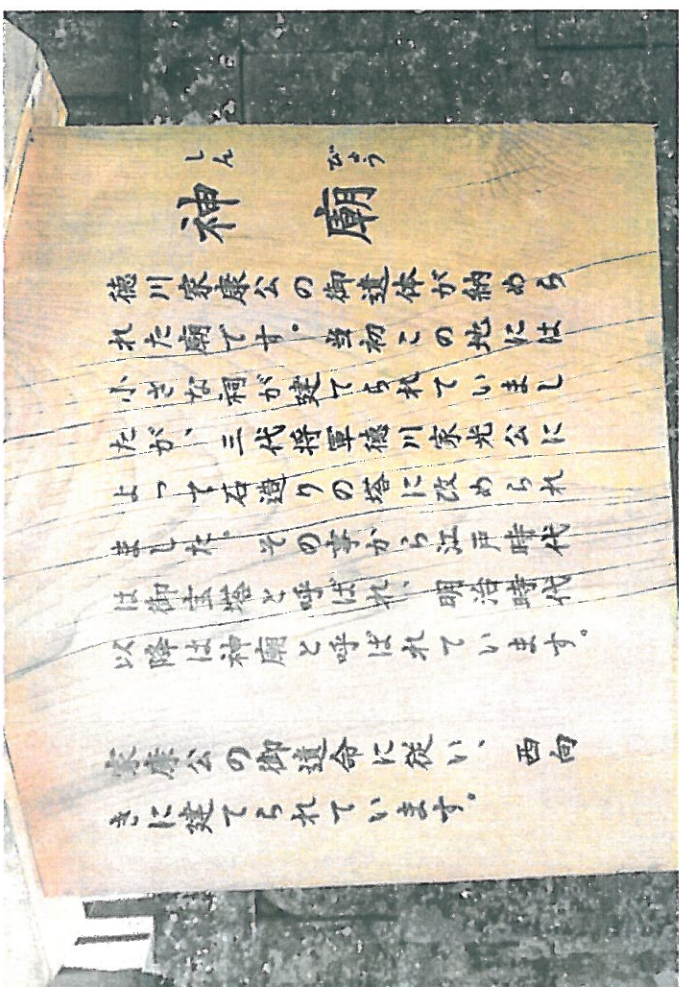 しん びょう
神廟
徳川家康公の御遺体が納めら
れた廟です。当初この地には
小さな祠が建てられていまし
たが、三代将軍徳川家光公に
よって石造りの塔に改められ
ました。その事から江戸時代
は御宝塔と呼ばれ、明治時代
以降は神廟と呼ばれています。
家康公の御遺命に従い、西向
きに建てられています。